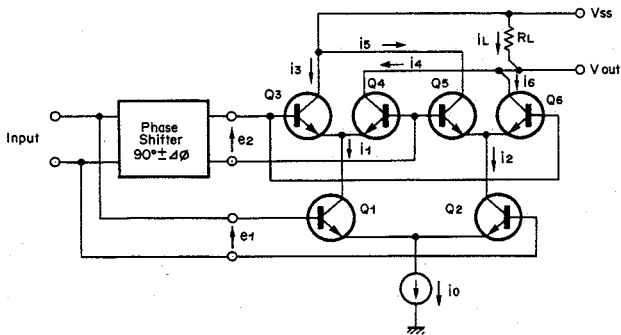 Vss
iL
RL
i5
Vout
i3
i4
i6
Q3
Q4
Q5
Q6
Input
Phase
Shifter
90°±Δø
e2
i1
i2
Q1
Q2
e1
i0